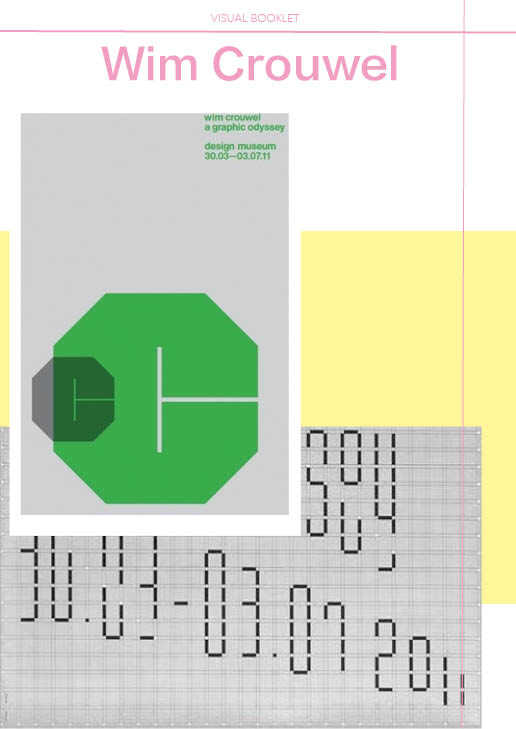 VISUAL BOOKLET
Wim Crouwel
wim crouwel
a graphic odyssey
design museum
30.03—03.07.11
30.03-03.07
2011